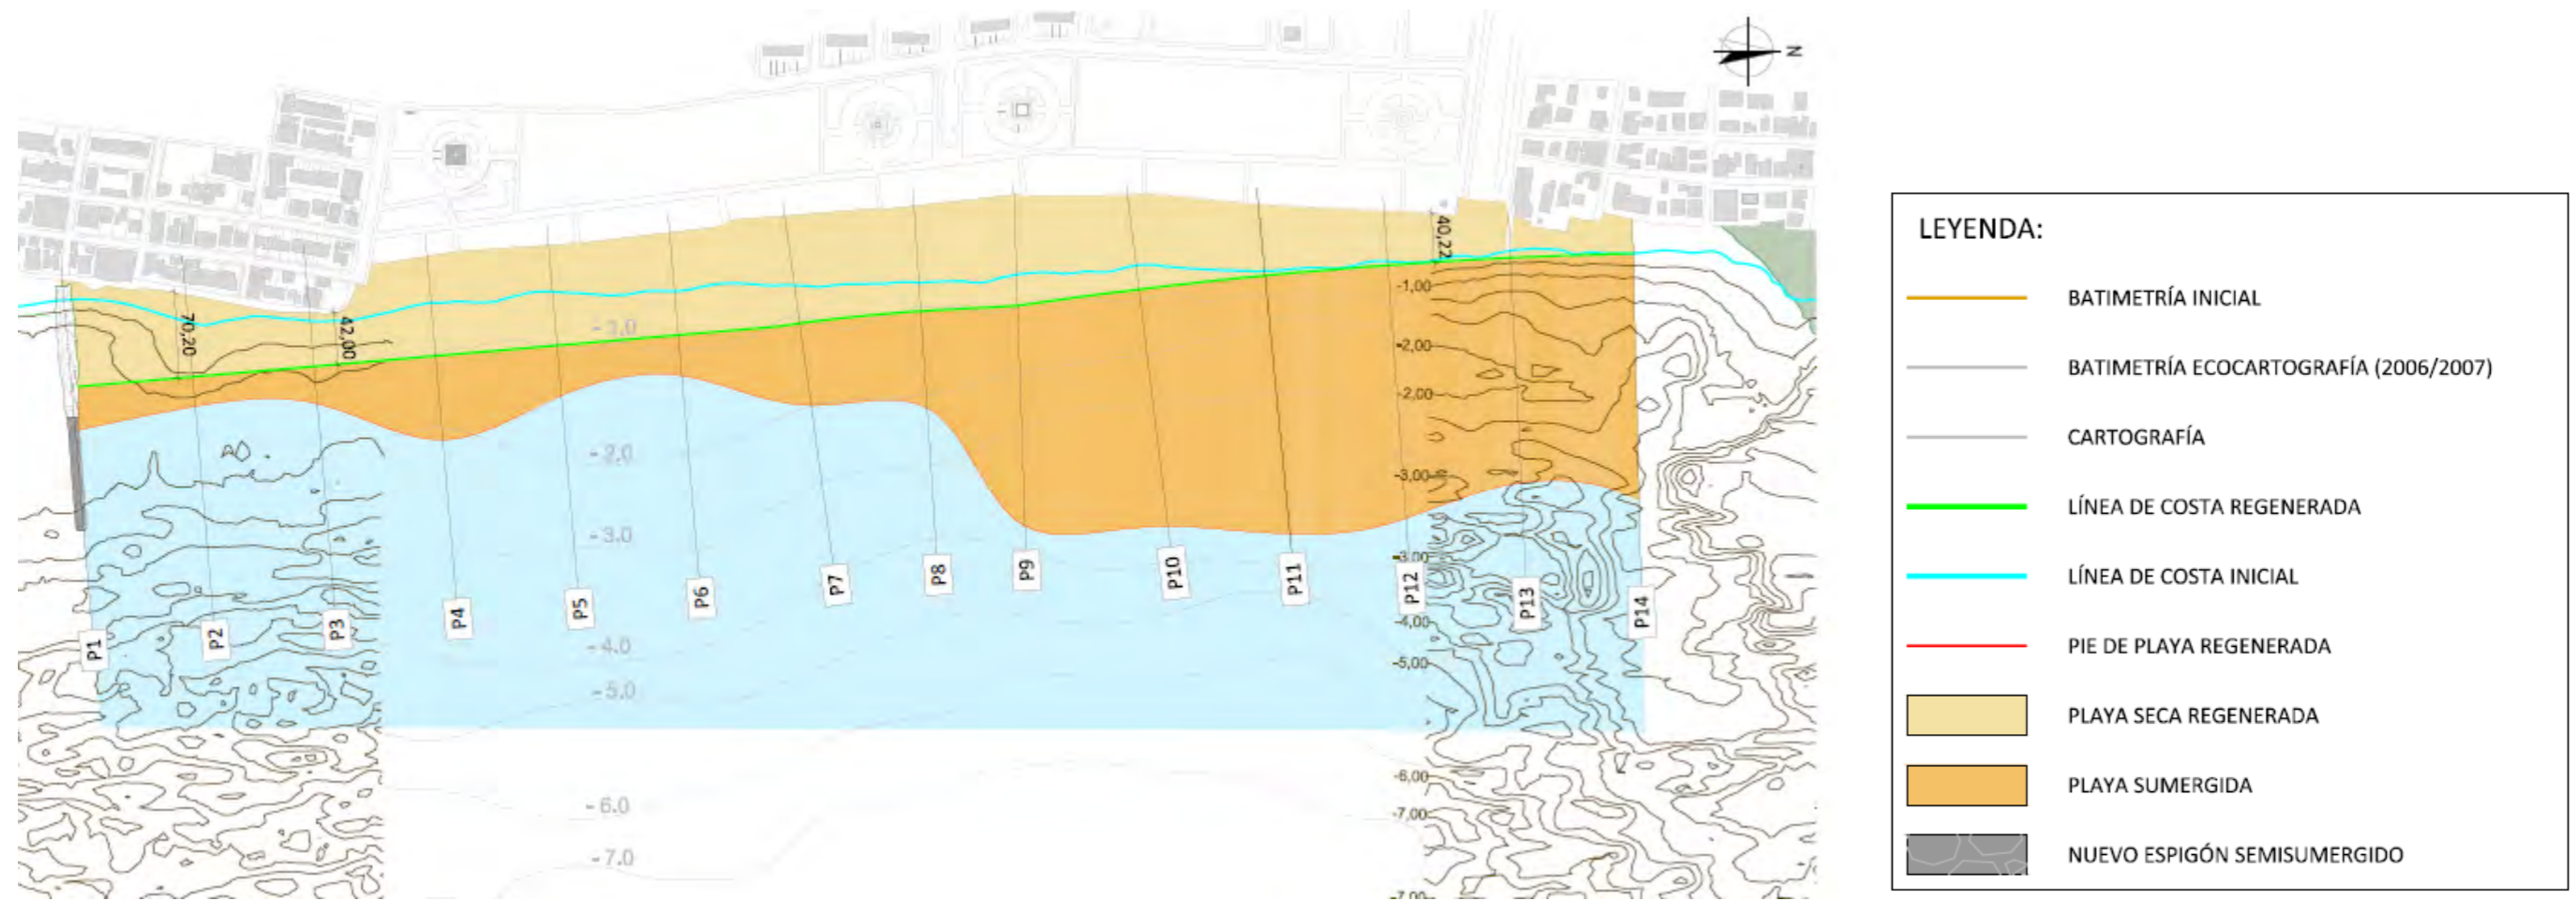 N
40,22
70,20
42,00
-1,00
-1.0
-2,00
-2,00
-2.0
-3,00
-3.0
-3,00
P1
P2
P3
P4
P5
P6
P7
P8
P9
P10
P11
P12
P13
P14
-4,00
-4.0
-5,00
-5.0
-6,00
-6.0
-7,00
-7.0
-7,00
LEYENDA:
BATIMETRÍA INICIAL
BATIMETRÍA ECOCARTOGRAFÍA (2006/2007)
CARTOGRAFÍA
LÍNEA DE COSTA REGENERADA
LÍNEA DE COSTA INICIAL
PIE DE PLAYA REGENERADA
PLAYA SECA REGENERADA
PLAYA SUMERGIDA
NUEVO ESPIGÓN SEMISUMERGIDO